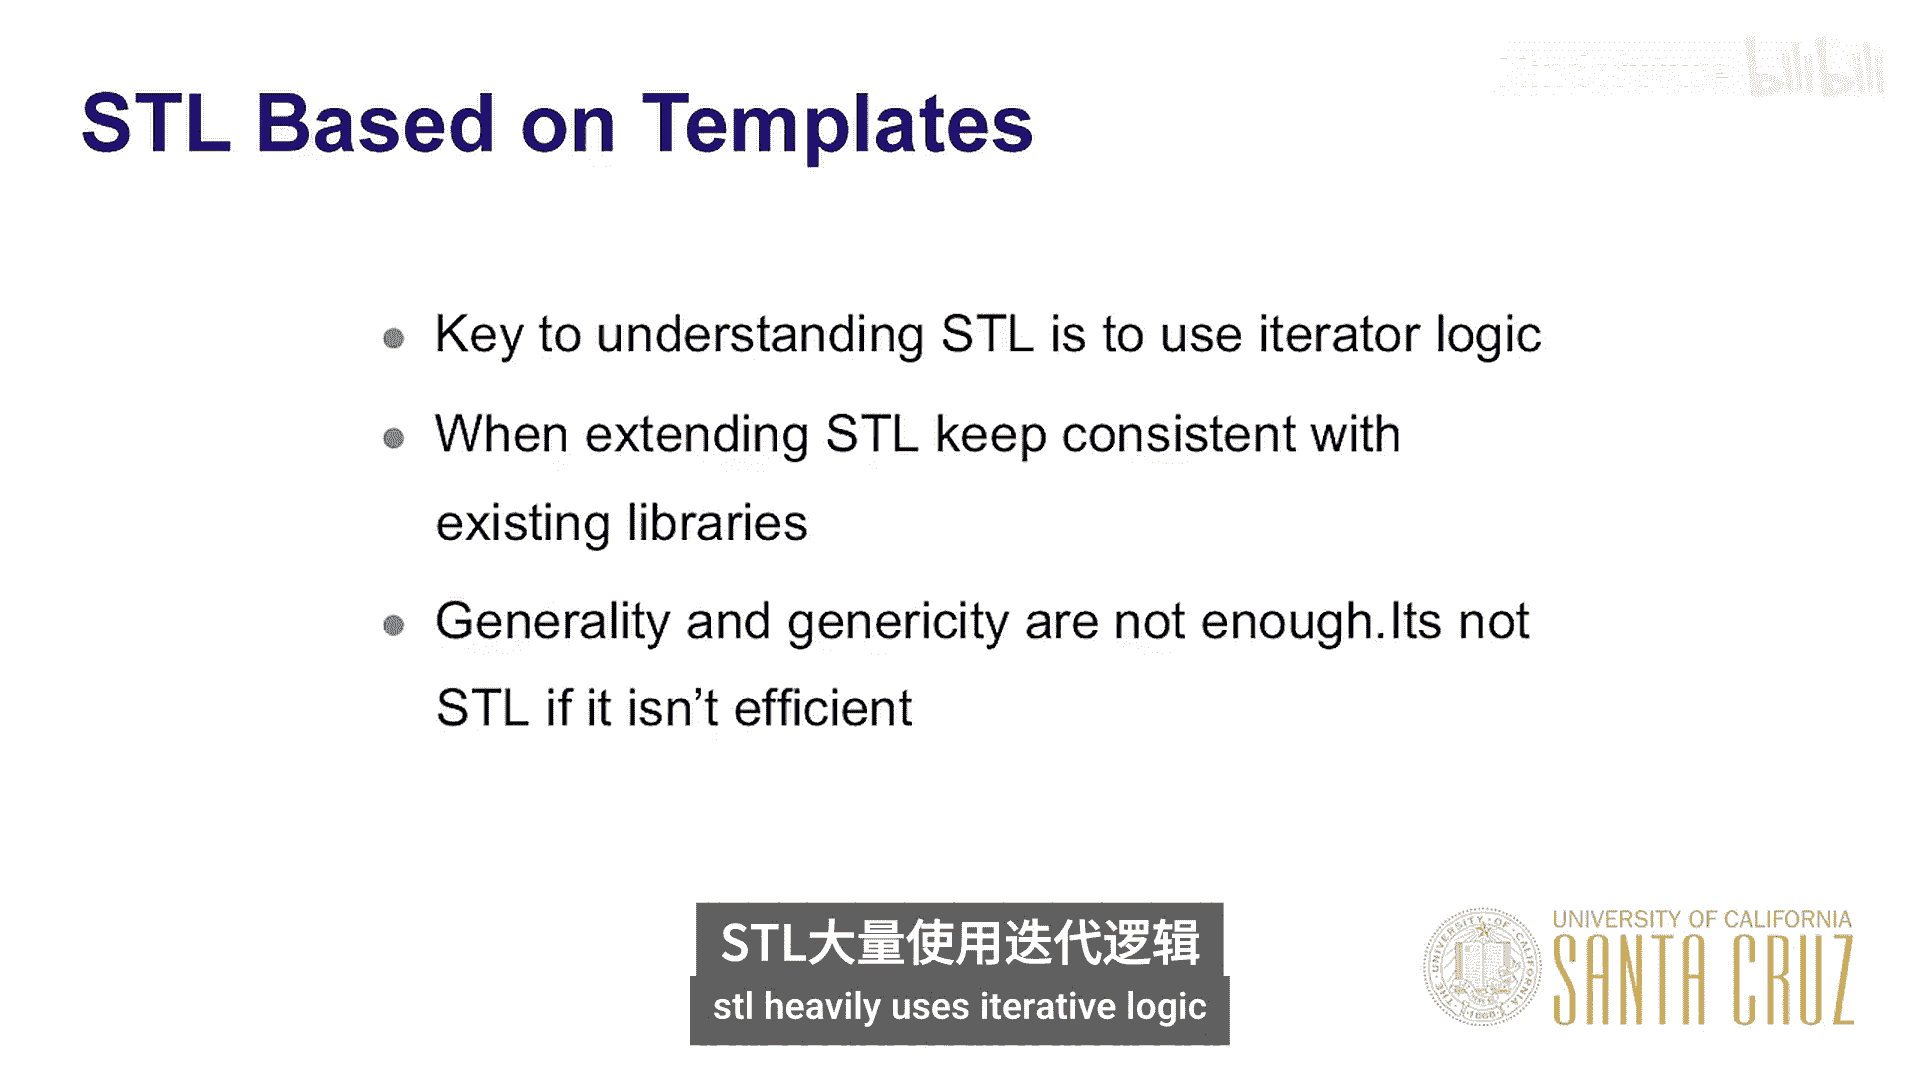 bilibili
STL Based on Templates
● Key to understanding STL is to use iterator logic
● When extending STL keep consistent with
existing libraries
● Generality and genericity are not enough.Its not
STL if it isn’t efficient
STL大量使用迭代逻辑
stl heavily uses iterative logic
UNIVERSITY OF CALIFORNIA
SANTA CRUZ